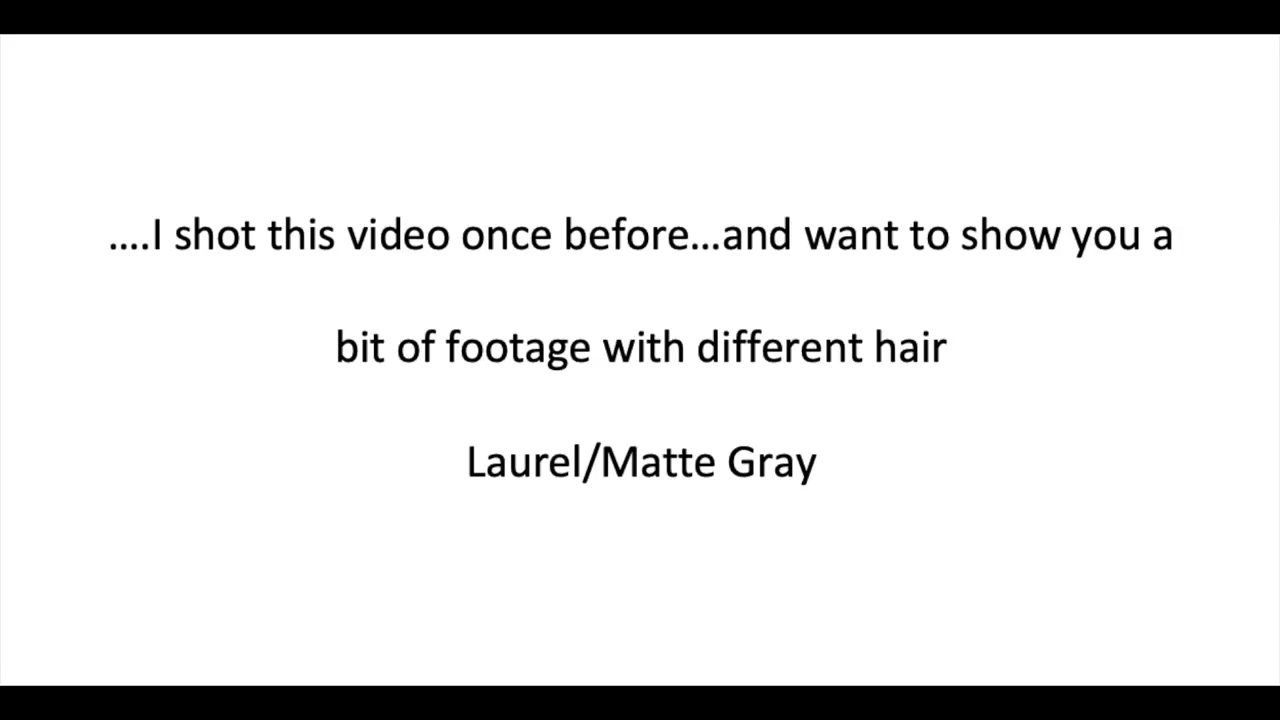 ....I shot this video once before...and want to show you a
bit of footage with different hair
Laurel/Matte Gray